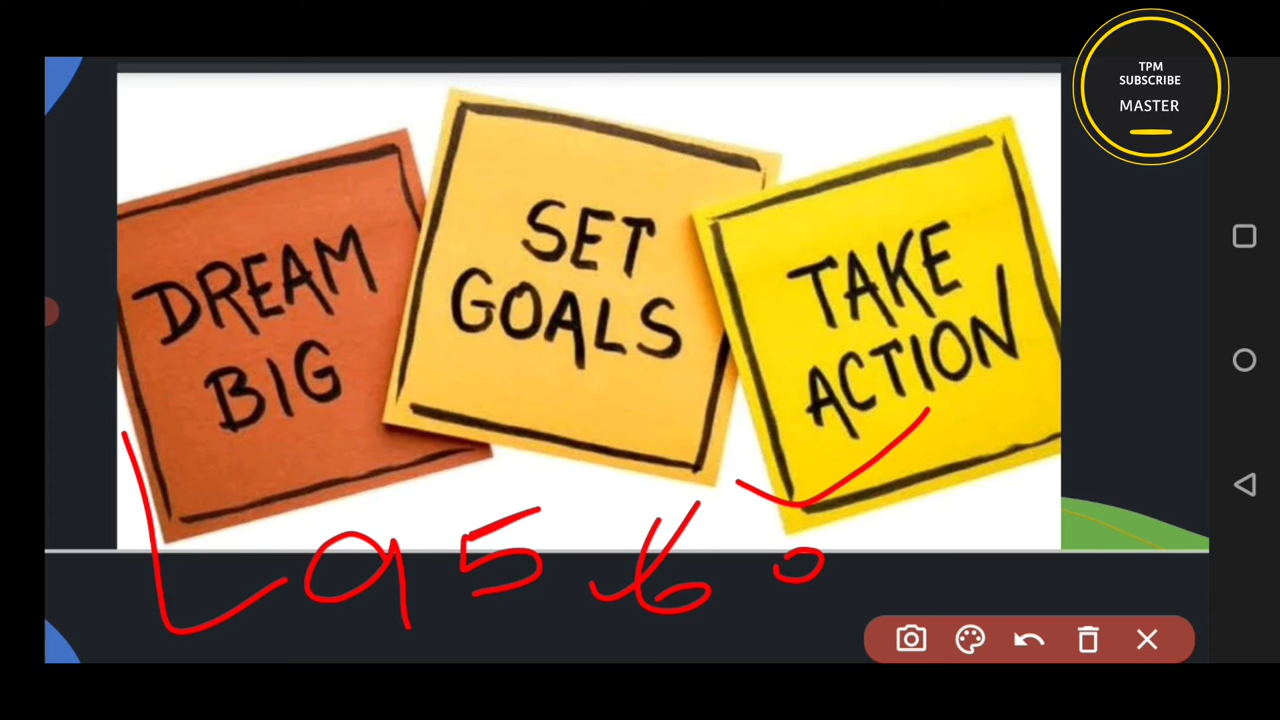 TPM
SUBSCRIBE
MASTER
DREAM
BIG
SET
GOALS
TAKE
ACTION